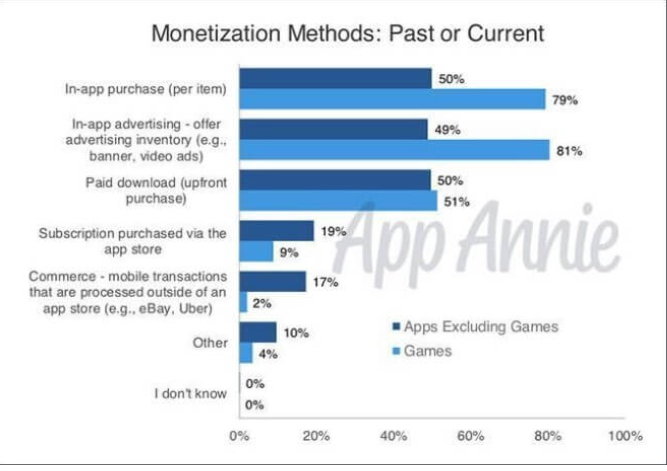 Monetization Methods: Past or Current
In-app purchase (per item)
50%
79%
In-app advertising - offer
advertising inventory (e.g.,
banner, video ads)
49%
81%
Paid download (upfront
purchase)
50%
51%
Subscription purchased via the
app store
19%
9%
Commerce - mobile transactions
that are processed outside of an
app store (e.g., eBay, Uber)
17%
2%
Other
10%
4%
I don't know
0%
0%
App Annie
Apps Excluding Games
Games
0% 20% 40% 60% 80% 100%